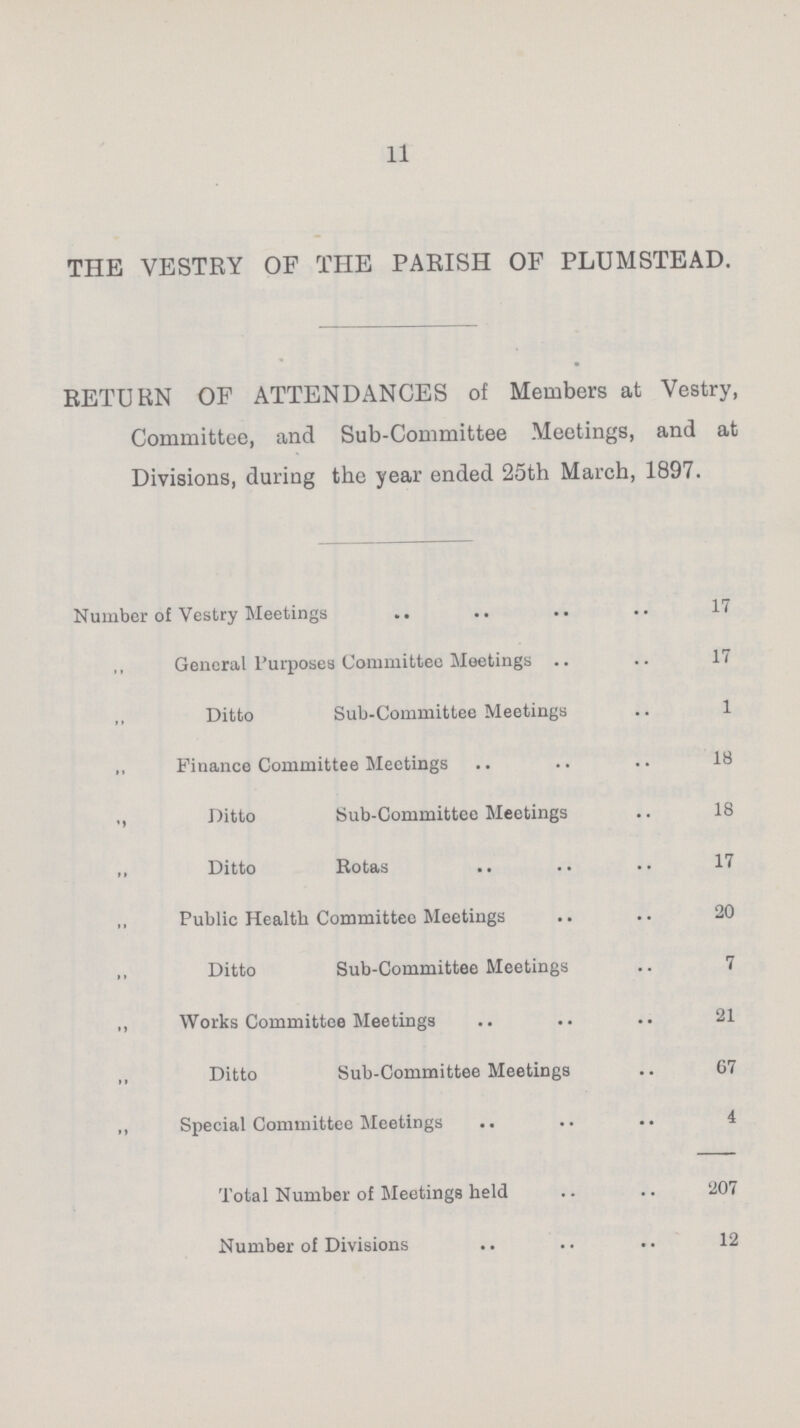 11
THE VESTRY OF THE PARISH OF PLUMSTEAD.
RETURN OF ATTENDANCES of Members at Vestry,
Committee, and Sub-Committee Meetings, and at
Divisions, during the year ended 25th March, 1897.
Number of Vestry Meetings .. .. .. .. 17
,, General Purposes Committee Meetings .. .. 17
,, Ditto Sub-Committee Meetings .. 1
,, Finance Committee Meetings .. .. .. 18
,, Ditto Sub-Committee Meetings .. 18
,, Ditto Rotas .. .. .. 17
,, Public Health Committee Meetings .. .. 20
,, Ditto Sub-Committee Meetings .. 7
,, Works Committee Meetings .. .. .. 21
,, Ditto Sub-Committee Meetings .. 67
,, Special Committee Meetings .. .. .. 4
Total Number of Meetings held .. .. 207
Number of Divisions .. .. .. 12